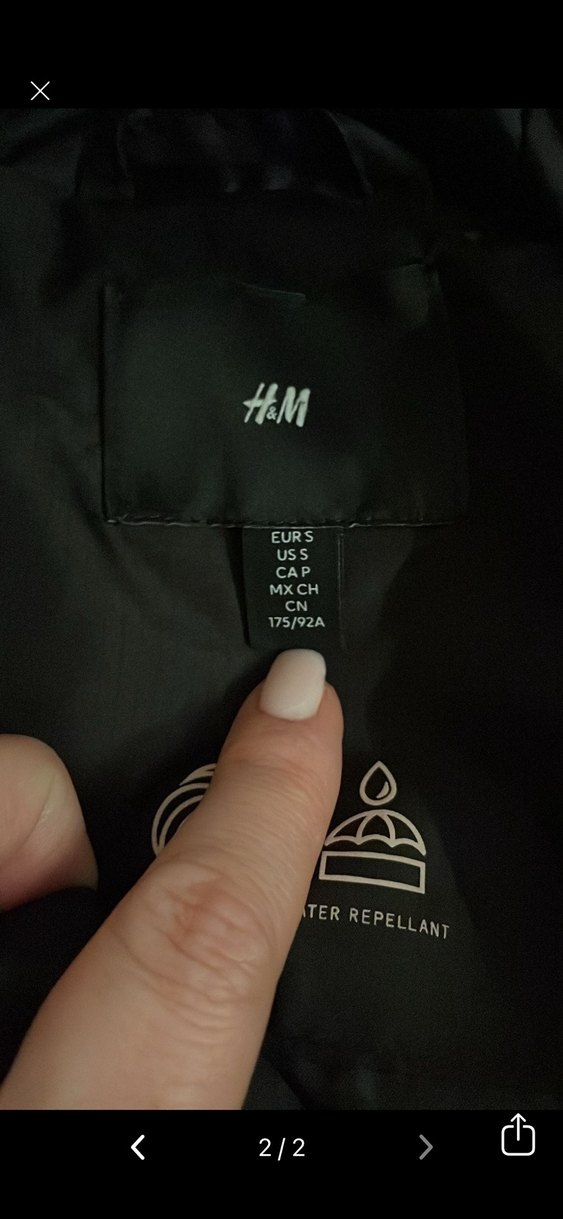 H&M
EUR S
US S
CA P
MX CH
CN
175/92A
REPELLANT
2/2